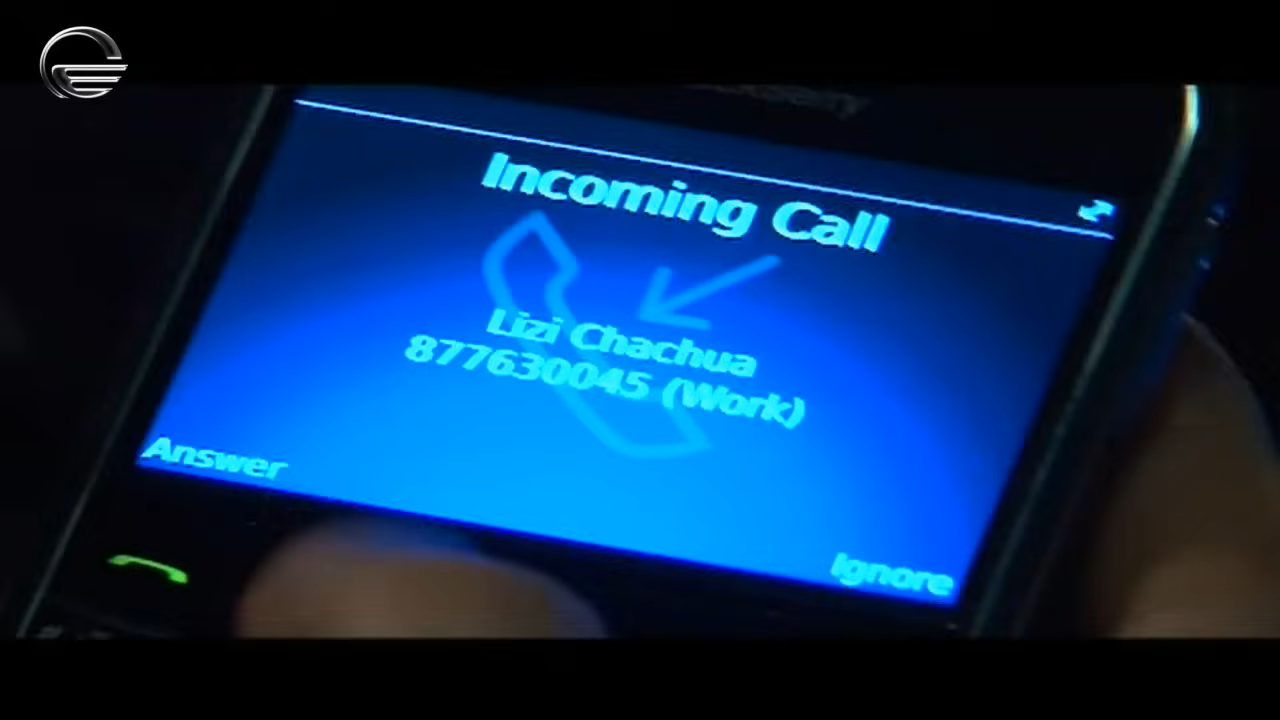 Incoming Call
Lizi Chachua
877630045 (Work)
Answer
Ignore